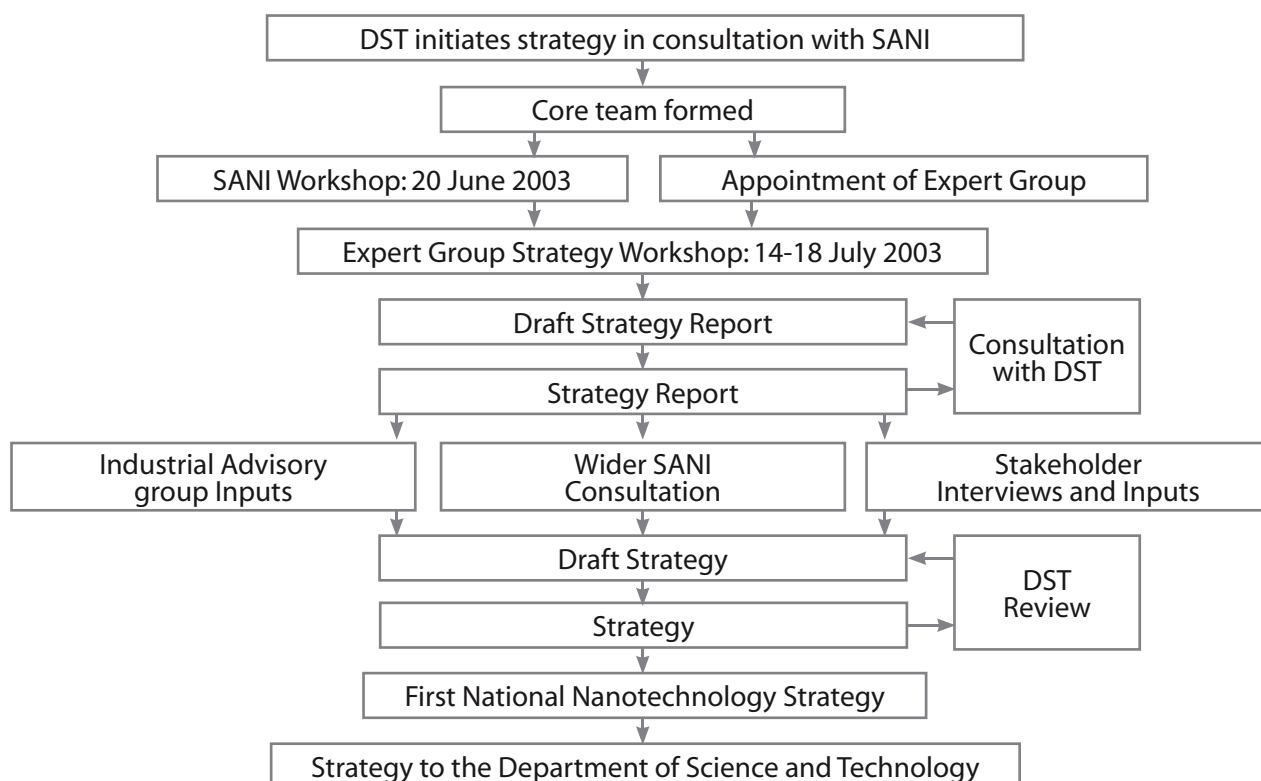 DST initiates strategy in consultation with SANI
Core team formed
SANI Workshop: 20 June 2003
Appointment of Expert Group
Expert Group Strategy Workshop: 14-18 July 2003
Draft Strategy Report
Consultation
with DST
Strategy Report
Industrial Advisory
group Inputs
Wider SANI
Consultation
Stakeholder
Interviews and Inputs
Draft Strategy
DST
Review
Strategy
First National Nanotechnology Strategy
Strategy to the Department of Science and Technology